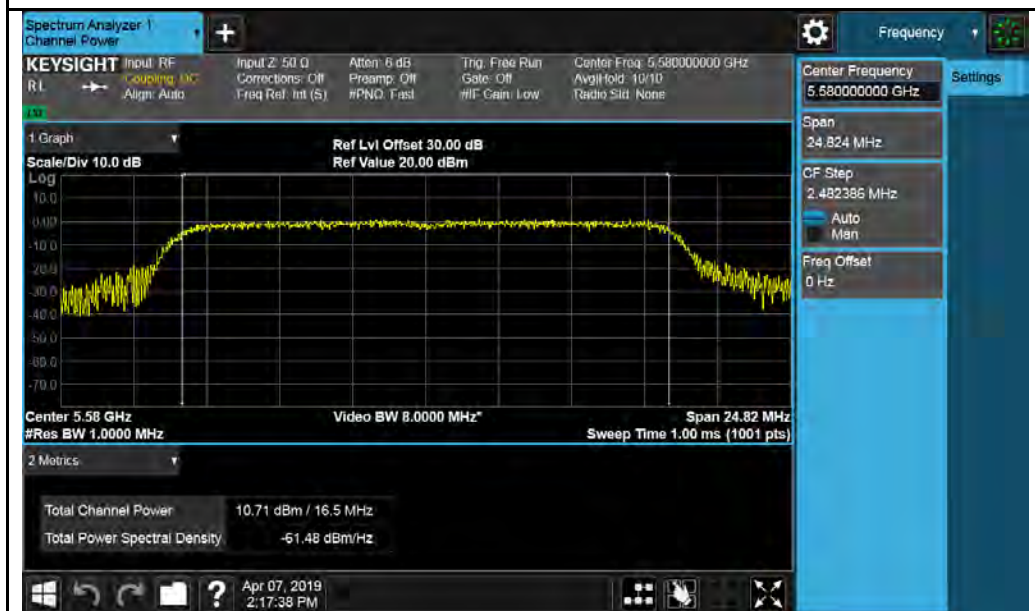 Spectrum Analyzer 1
Channel Power
+
Frequency
KEYSIGHT
Input: RF
Coupling: DC
Align: Auto
RL
Input Z: 50 Ω
Corrections: Off
Freq Ref: Int (S)
Atten: 6 dB
Preamp: Off
#PNO: Fast
Trig: Free Run
Gate: Off
#IF Gain: Low
Center Freq: 5.580000000 GHz
Avg|Hold: 10/10
Radio Std: None
1 Graph
Scale/Div 10.0 dB
Ref Lvl Offset 30.00 dB
Ref Value 20.00 dBm
Log
10.0
0.00
-10.0
-20.0
-30.0
-40.0
-50.0
-60.0
-70.0
Center 5.58 GHz
#Res BW 1.0000 MHz
Video BW 8.0000 MHz*
Span 24.82 MHz
Sweep Time 1.00 ms (1001 pts)
2 Metrics
Total Channel Power 10.71 dBm / 16.5 MHz
Total Power Spectral Density -61.48 dBm/Hz
?
Apr 07, 2019
2:17:38 PM
Center Frequency
5.580000000 GHz
Settings
Span
24.824 MHz
CF Step
2.482386 MHz
Auto
Man
Freq Offset
0 Hz